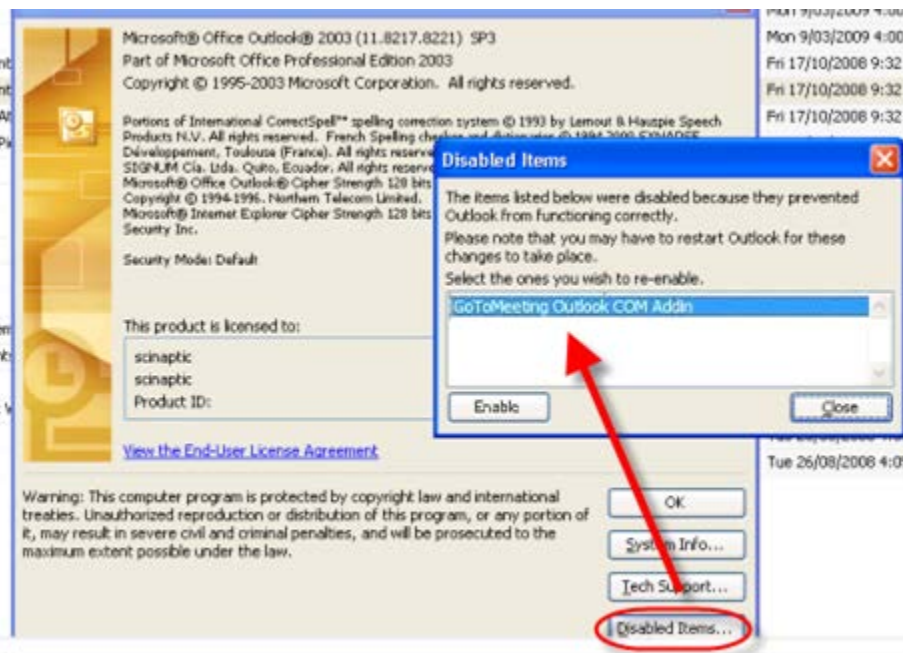 Microsoft® Office Outlook® 2003 (11.8217.8221) SP3
Part of Microsoft Office Professional Edition 2003
Copyright © 1995-2003 Microsoft Corporation. All rights reserved.
Portions of International CorrectSpell™ spelling correction system © 1993 by Lernout & Hauspie Speech
Products N.V. All rights reserved. French Spelling
Développement, Toulouse (France). All rights reserve
SIGNUM Cía. Ltda. Quito, Ecuador. All rights reserve
Microsoft® Office Outlook® Cipher Strength 128 bits
Copyright © 1994-1996. Northern Telecom Limited.
Microsoft® Internet Explorer Cipher Strength 128 bits
Security Inc.
Security Mode: Default
This product is licensed to:
scinaptic
scinaptic
Product ID:
View the End-User License Agreement
Warning: This computer program is protected by copyright law and international
treaties. Unauthorized reproduction or distribution of this program, or any portion of
it, may result in severe civil and criminal penalties, and will be prosecuted to the
maximum extent possible under the law.
OK
System Info...
Tech Support...
Disabled Items...
Disabled Items
The items listed below were disabled because they prevented
Outlook from functioning correctly.
Please note that you may have to restart Outlook for these
changes to take place.
Select the ones you wish to re-enable.
GoToMeeting Outlook COM Addin
Enable
Close
Mon 9/03/2009 4:00
Fri 17/10/2008 9:32
Fri 17/10/2008 9:32
Fri 17/10/2008 9:32
Tue 26/08/2008 4:05